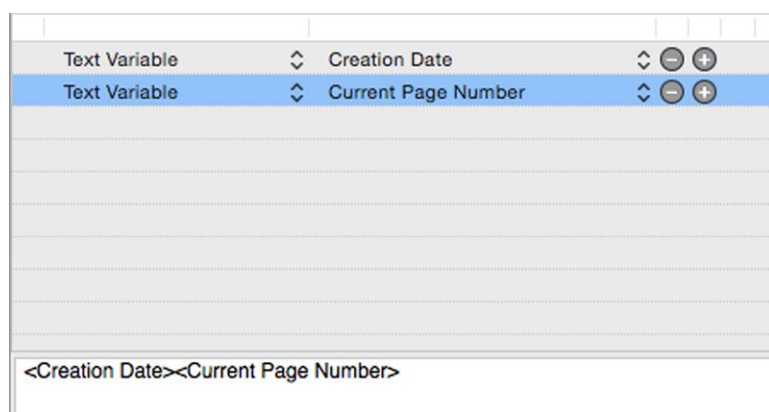 Text Variable Creation Date
Text Variable Current Page Number
<Creation Date><Current Page Number>